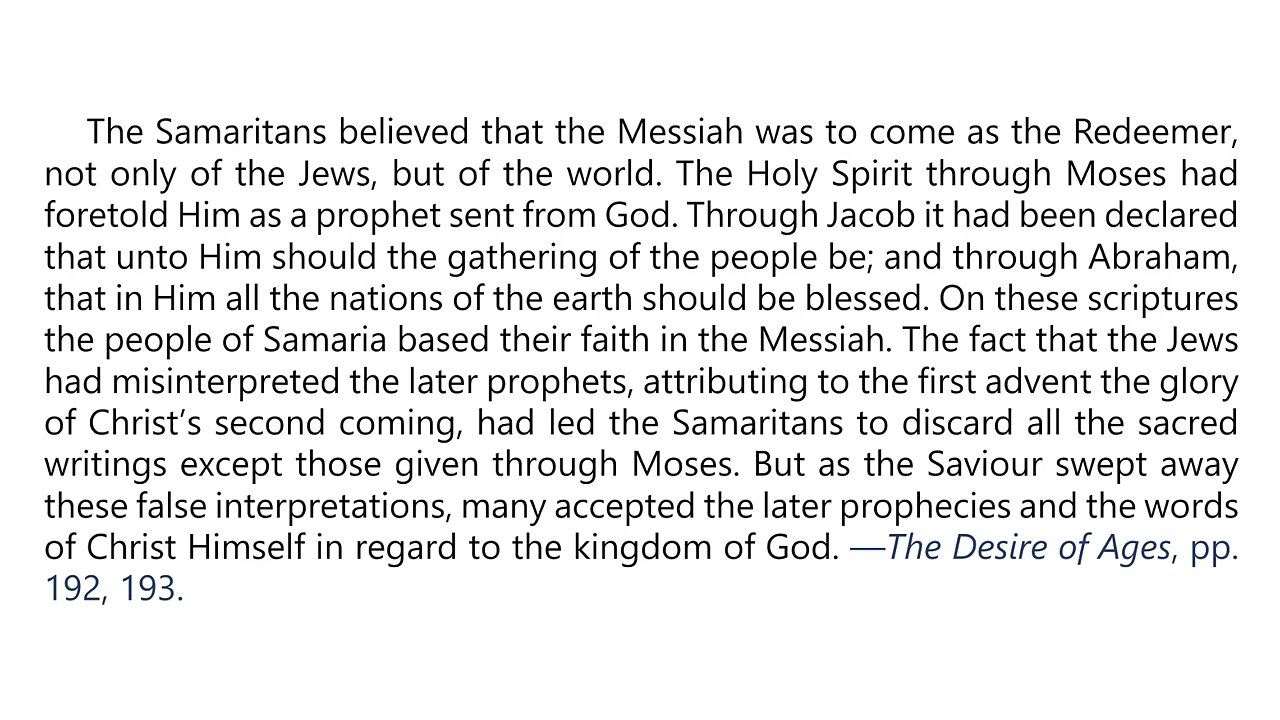 The Samaritans believed that the Messiah was to come as the Redeemer,
not only of the Jews, but of the world. The Holy Spirit through Moses had
foretold Him as a prophet sent from God. Through Jacob it had been declared
that unto Him should the gathering of the people be; and through Abraham,
that in Him all the nations of the earth should be blessed. On these scriptures
the people of Samaria based their faith in the Messiah. The fact that the Jews
had misinterpreted the later prophets, attributing to the first advent the glory
of Christ’s second coming, had led the Samaritans to discard all the sacred
writings except those given through Moses. But as the Saviour swept away
these false interpretations, many accepted the later prophecies and the words
of Christ Himself in regard to the kingdom of God. —The Desire of Ages, pp.
192, 193.